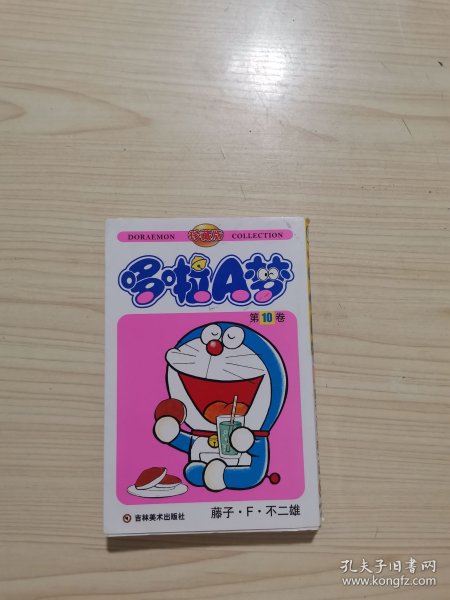 DORAEMON 珍藏版 COLLECTION
哆啦A梦
第10卷
吉林美术出版社
藤子·F·不二雄
孔夫子旧书网
www.kongfz.com